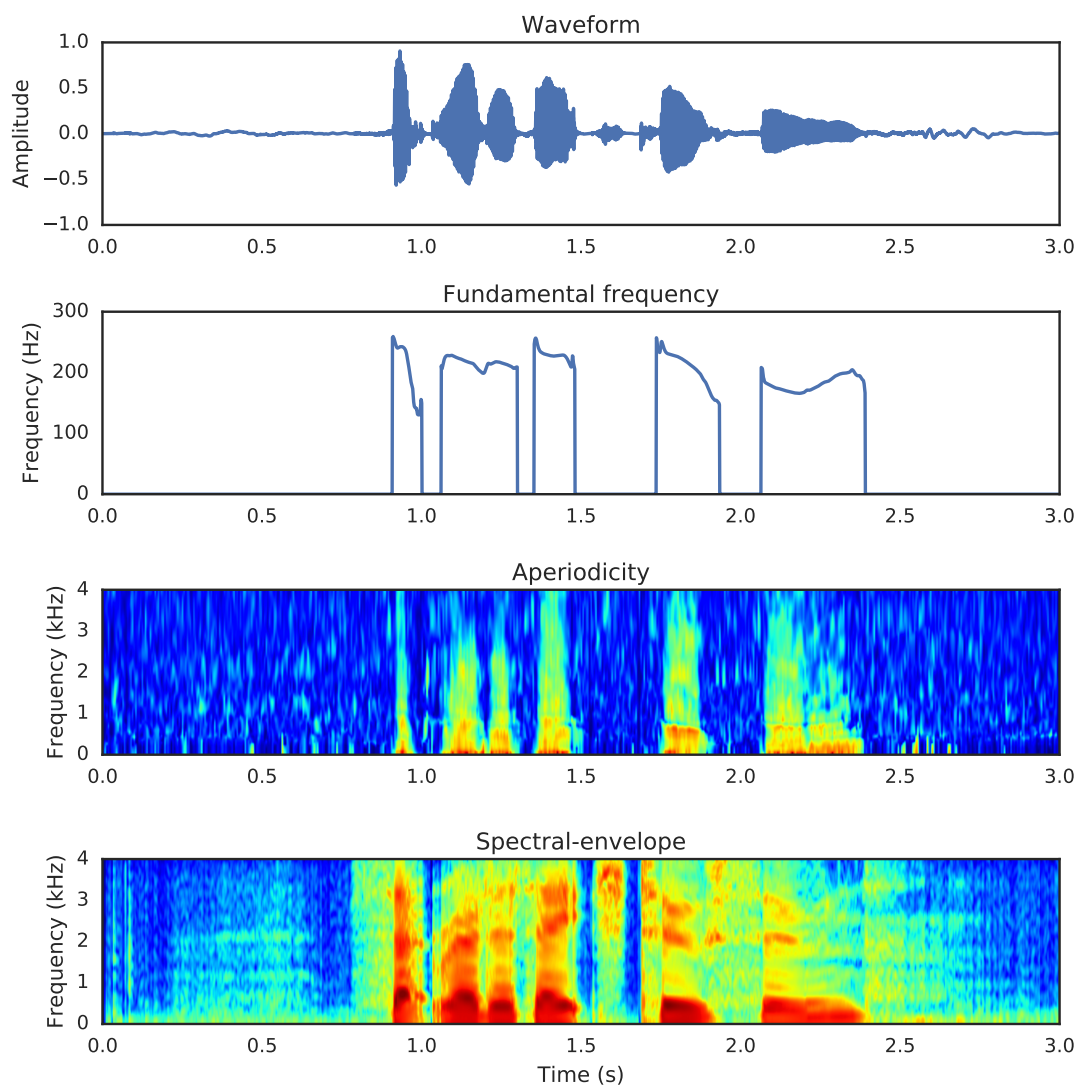 Waveform
Amplitude
1.0
0.5
0.0
−0.5
−1.0
0.0 0.5 1.0 1.5 2.0 2.5 3.0
Fundamental frequency
Frequency (Hz)
300
200
100
0
0.0 0.5 1.0 1.5 2.0 2.5 3.0
Aperiodicity
Frequency (kHz)
4
3
2
1
0
0.0 0.5 1.0 1.5 2.0 2.5 3.0
Spectral-envelope
Frequency (kHz)
4
3
2
1
0
0.0 0.5 1.0 1.5 2.0 2.5 3.0
Time (s)